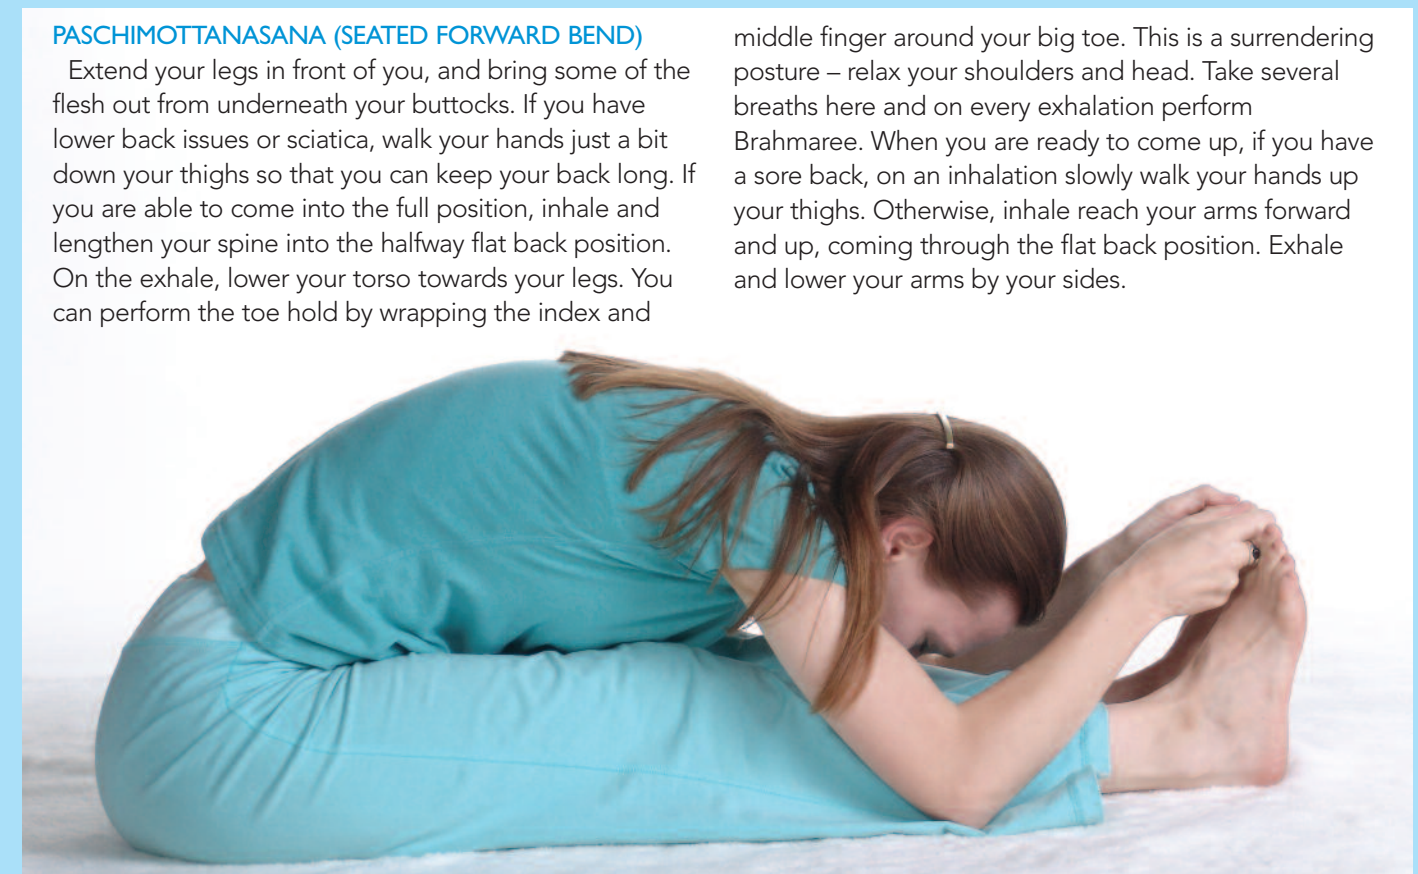 PASCHIMOTTANASANA (SEATED FORWARD BEND)
Extend your legs in front of you, and bring some of the
flesh out from underneath your buttocks. If you have
lower back issues or sciatica, walk your hands just a bit
down your thighs so that you can keep your back long. If
you are able to come into the full position, inhale and
lengthen your spine into the halfway flat back position.
On the exhale, lower your torso towards your legs. You
can perform the toe hold by wrapping the index and
middle finger around your big toe. This is a surrendering
posture – relax your shoulders and head. Take several
breaths here and on every exhalation perform
Brahmaree. When you are ready to come up, if you have
a sore back, on an inhalation slowly walk your hands up
your thighs. Otherwise, inhale reach your arms forward
and up, coming through the flat back position. Exhale
and lower your arms by your sides.